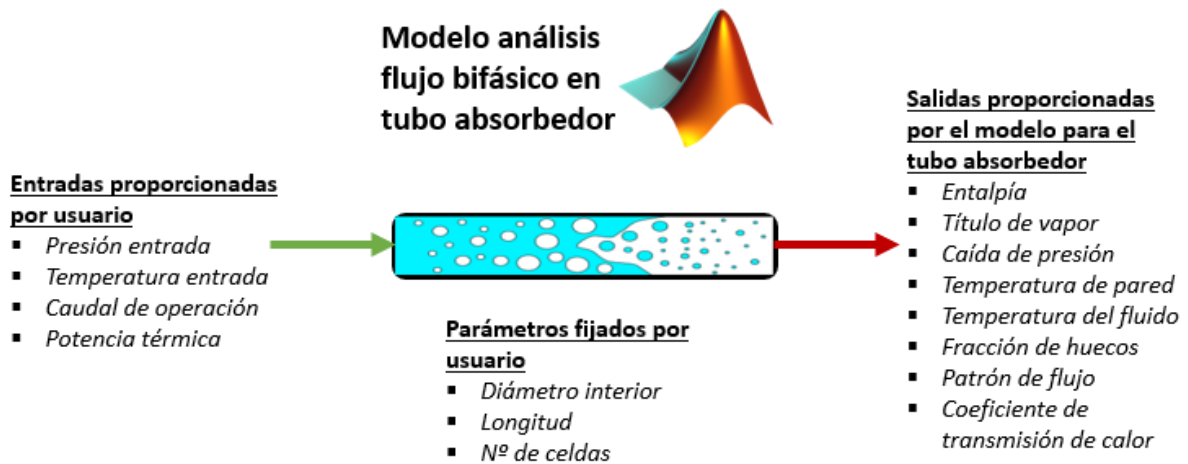 Modelo análisis
flujo bifásico en
tubo absorbedor
Entradas proporcionadas
por usuario
▪ Presión entrada
▪ Temperatura entrada
▪ Caudal de operación
▪ Potencia térmica
Parámetros fijados por
usuario
▪ Diámetro interior
▪ Longitud
▪ Nº de celdas
Salidas proporcionadas
por el modelo para el
tubo absorbedor
▪ Entalpía
▪ Título de vapor
▪ Caída de presión
▪ Temperatura de pared
▪ Temperatura del fluido
▪ Fracción de huecos
▪ Patrón de flujo
▪ Coeficiente de
transmisión de calor